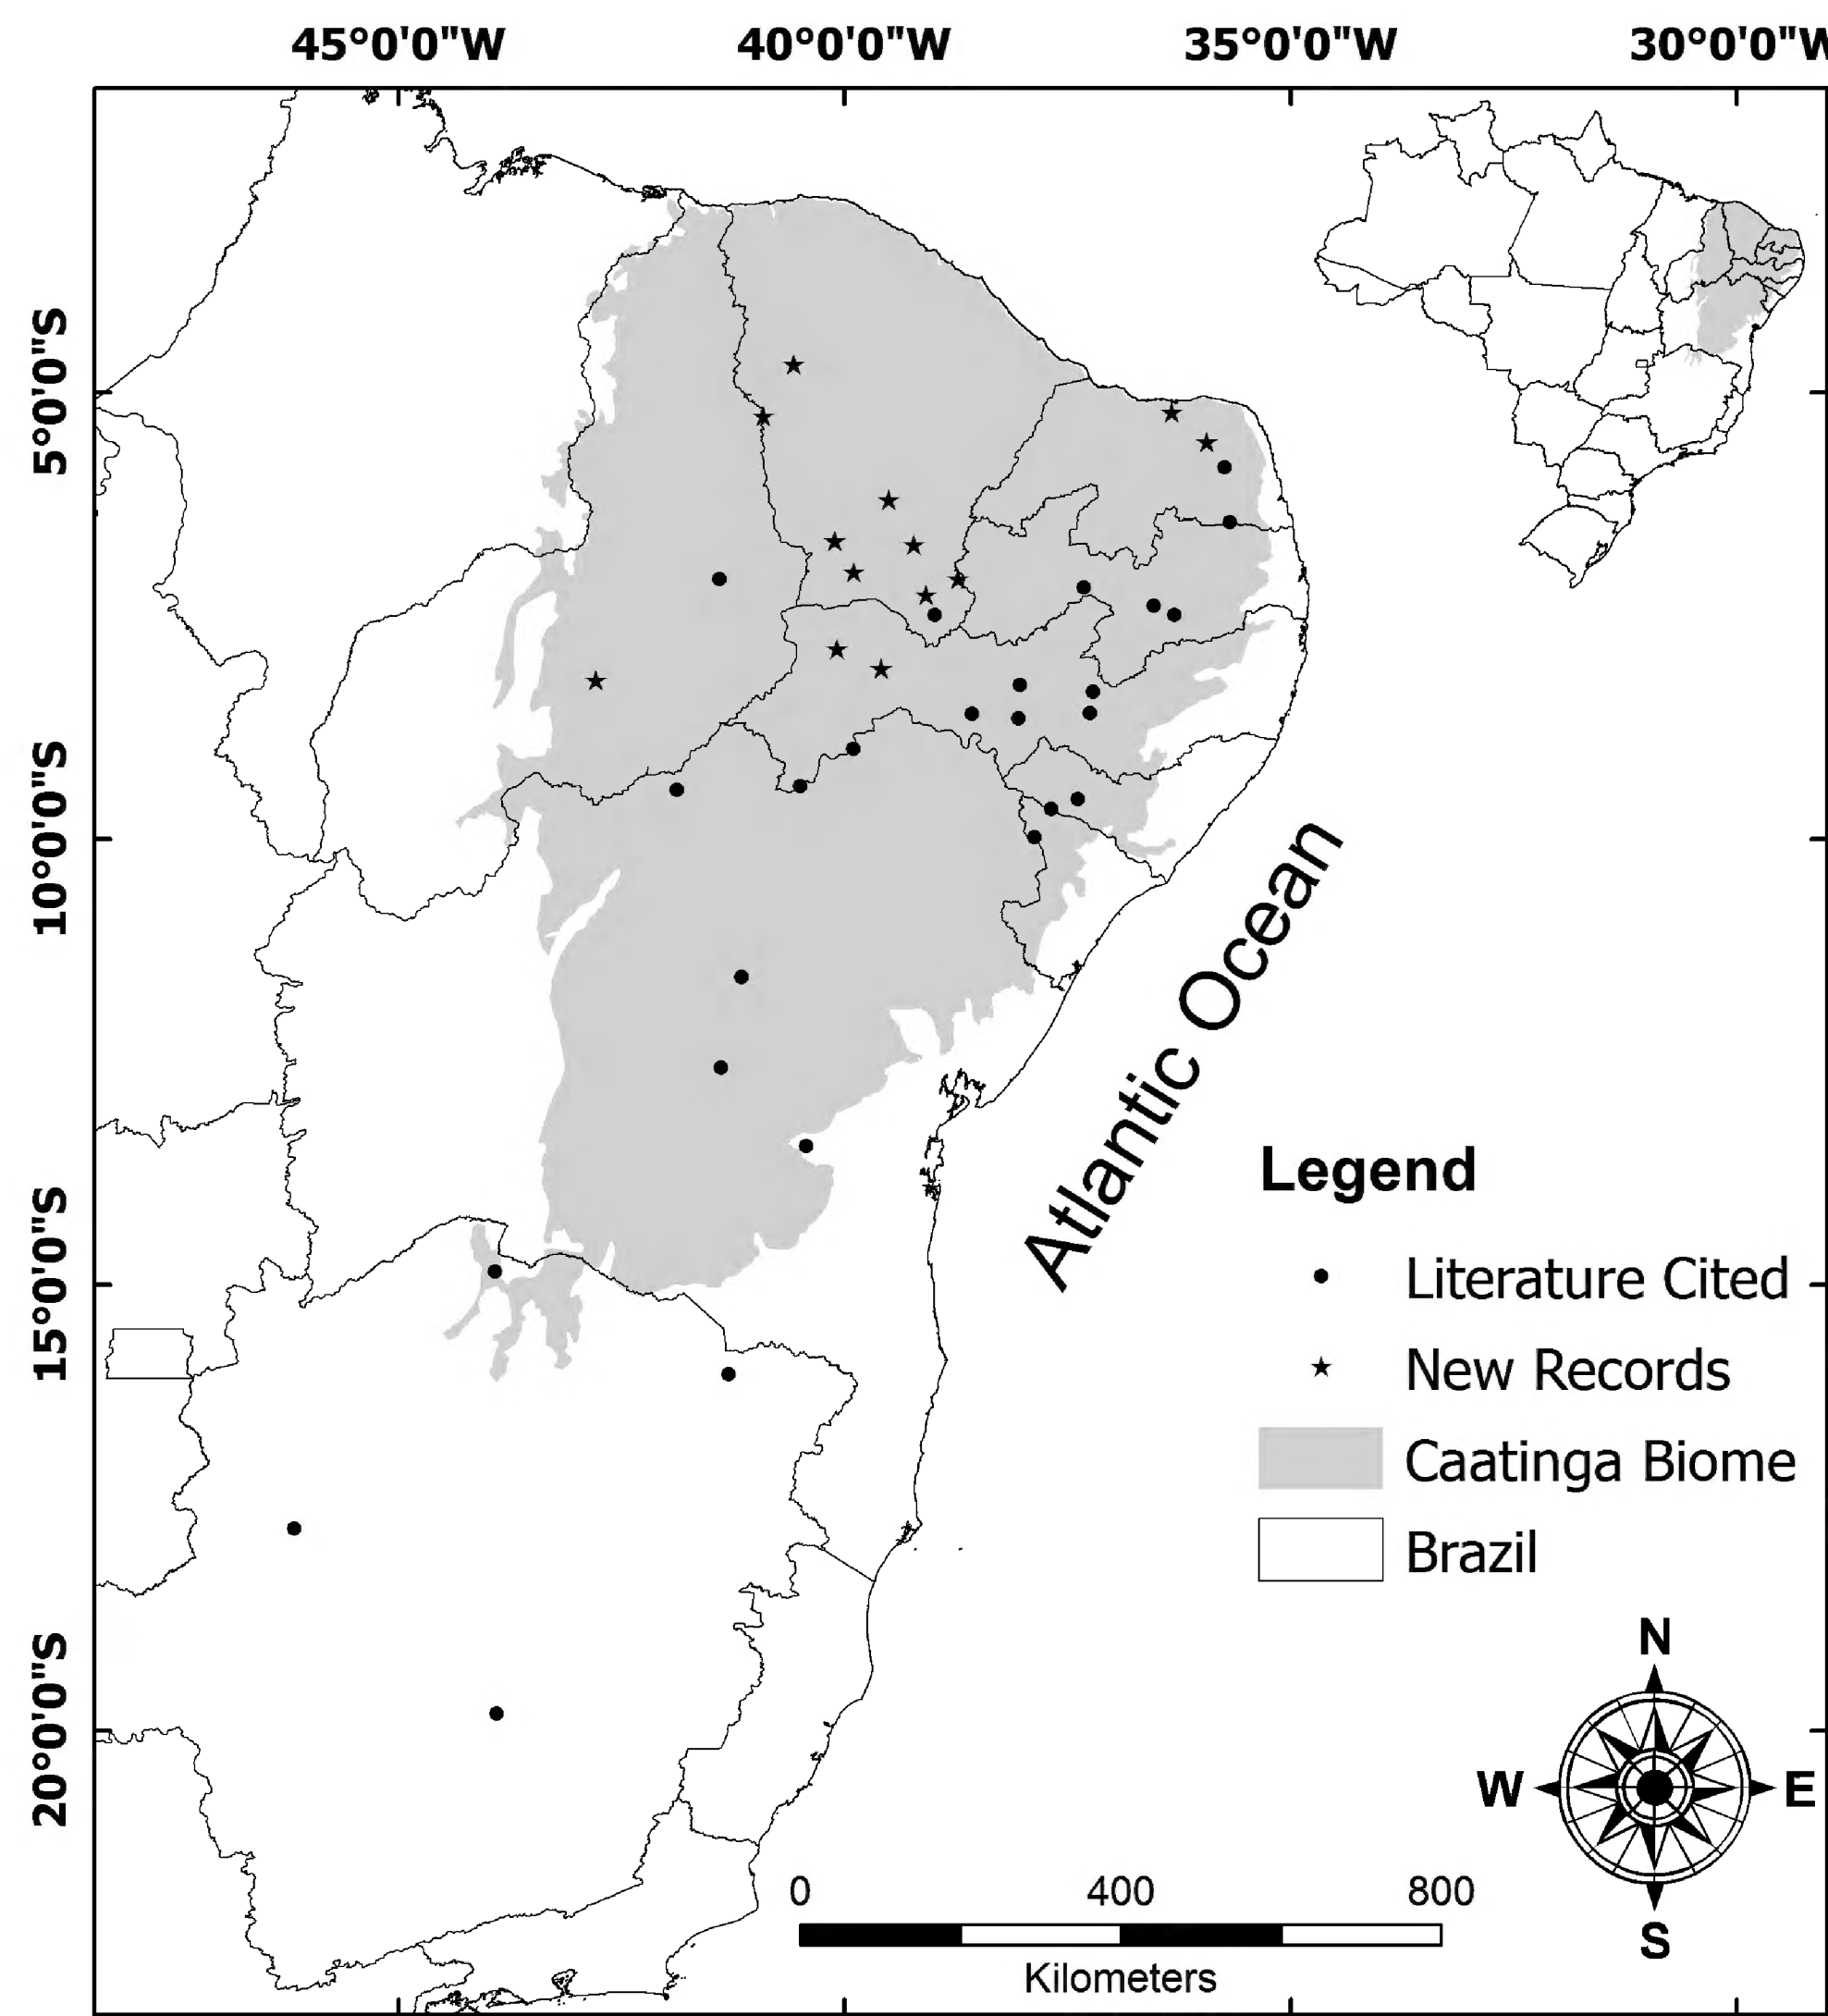 45°0'0"W 40°0'0"W 35°0'0"W 30°0'0"W
5°0'0"S
10°0'0"S
15°0'0"S
20°0'0"S
Atlantic Ocean
Legend
Literature Cited
New Records
Caatinga Biome
Brazil
N
W E
S
0 400 800
Kilometers